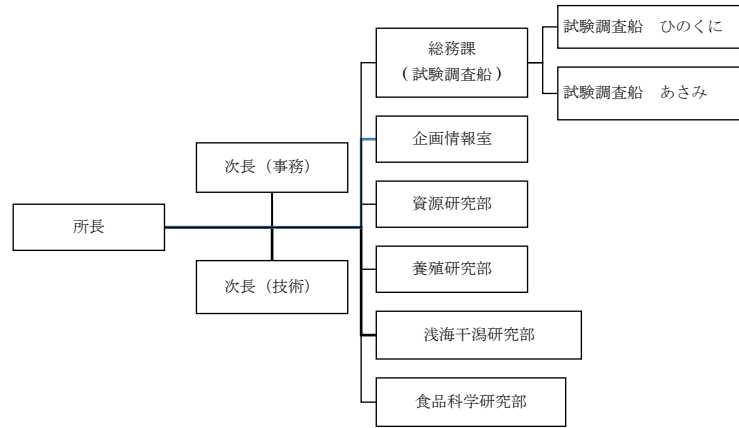 所長
次長（事務）
次長（技術）
総務課
（試験調査船）
試験調査船　ひのくに
試験調査船　あさみ
企画情報室
資源研究部
養殖研究部
浅海干潟研究部
食品科学研究部